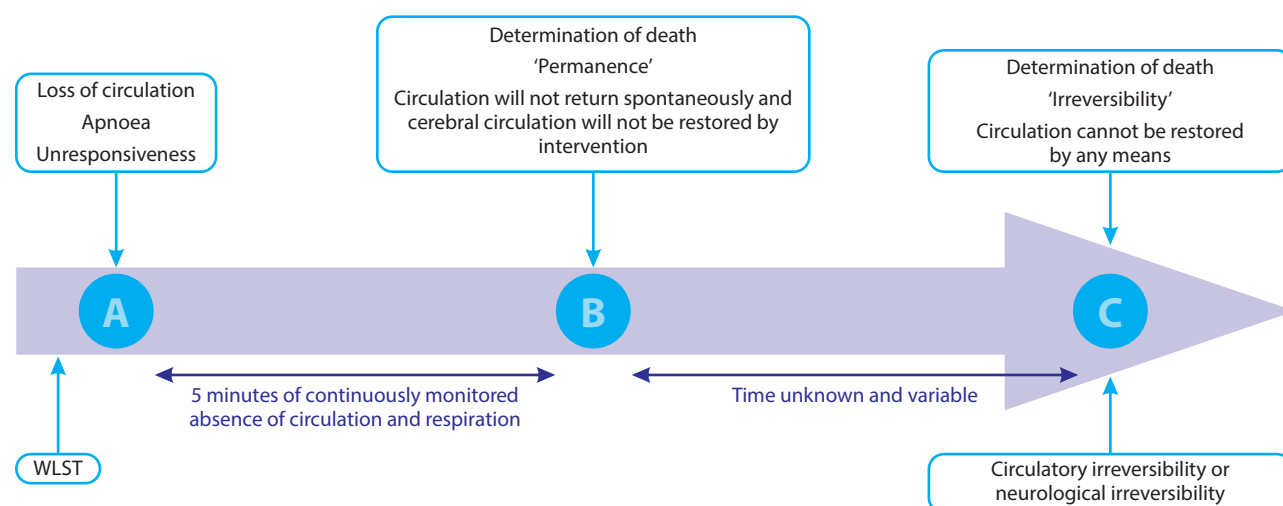 Loss of circulation
Apnoea
Unresponsiveness
Determination of death
‘Permanence’
Circulation will not return spontaneously and
cerebral circulation will not be restored by
intervention
Determination of death
‘Irreversibility’
Circulation cannot be restored
by any means
A
B
C
5 minutes of continuously monitored
absence of circulation and respiration
Time unknown and variable
WLST
Circulatory irreversibility or
neurological irreversibility